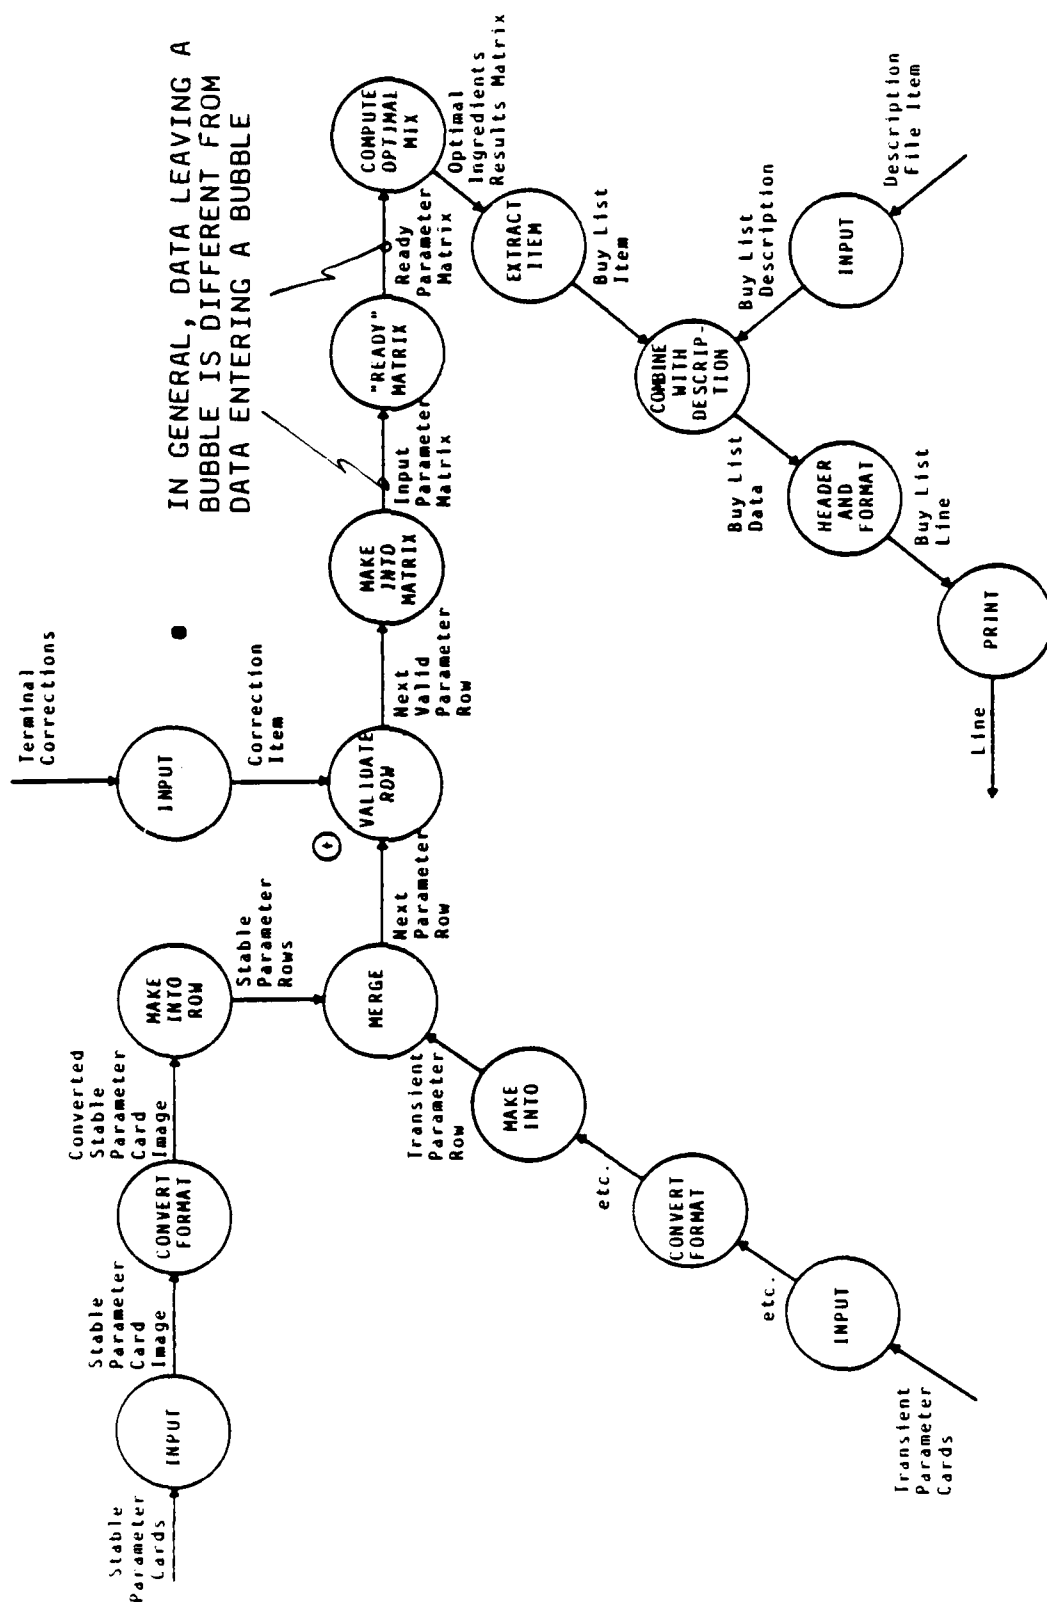 IN GENERAL, DATA LEAVING A
BUBBLE IS DIFFERENT FROM
DATA ENTERING A BUBBLE
Stable
Parameter
Cards
INPUT
Stable
Parameter
Card
Image
CONVERT
FORMAT
Converted
Stable
Parameter
Card
Image
MAKE
INTO
ROW
Stable
Parameter
Rows
Transient
Parameter
Cards
INPUT
etc.
CONVERT
FORMAT
etc.
MAKE
INTO
Transient
Parameter
Row
MERGE
Next
Parameter
Row
Terminal
Corrections
INPUT
Correction
Item
+
VALIDATE
ROW
Next
Valid
Parameter
Row
MAKE
INTO
MATRIX
Input
Parameter
Matrix
"READY"
MATRIX
Ready
Parameter
Matrix
COMPUTE
OPTIMAL
MIX
Optimal
Ingredients
Results Matrix
EXTRACT
ITEM
Buy List
Item
Description
File Item
INPUT
Buy List
Description
COMBINE
WITH
DESCRIP-
TION
Buy List
Data
HEADER
AND
FORMAT
Buy List
Line
PRINT
Line